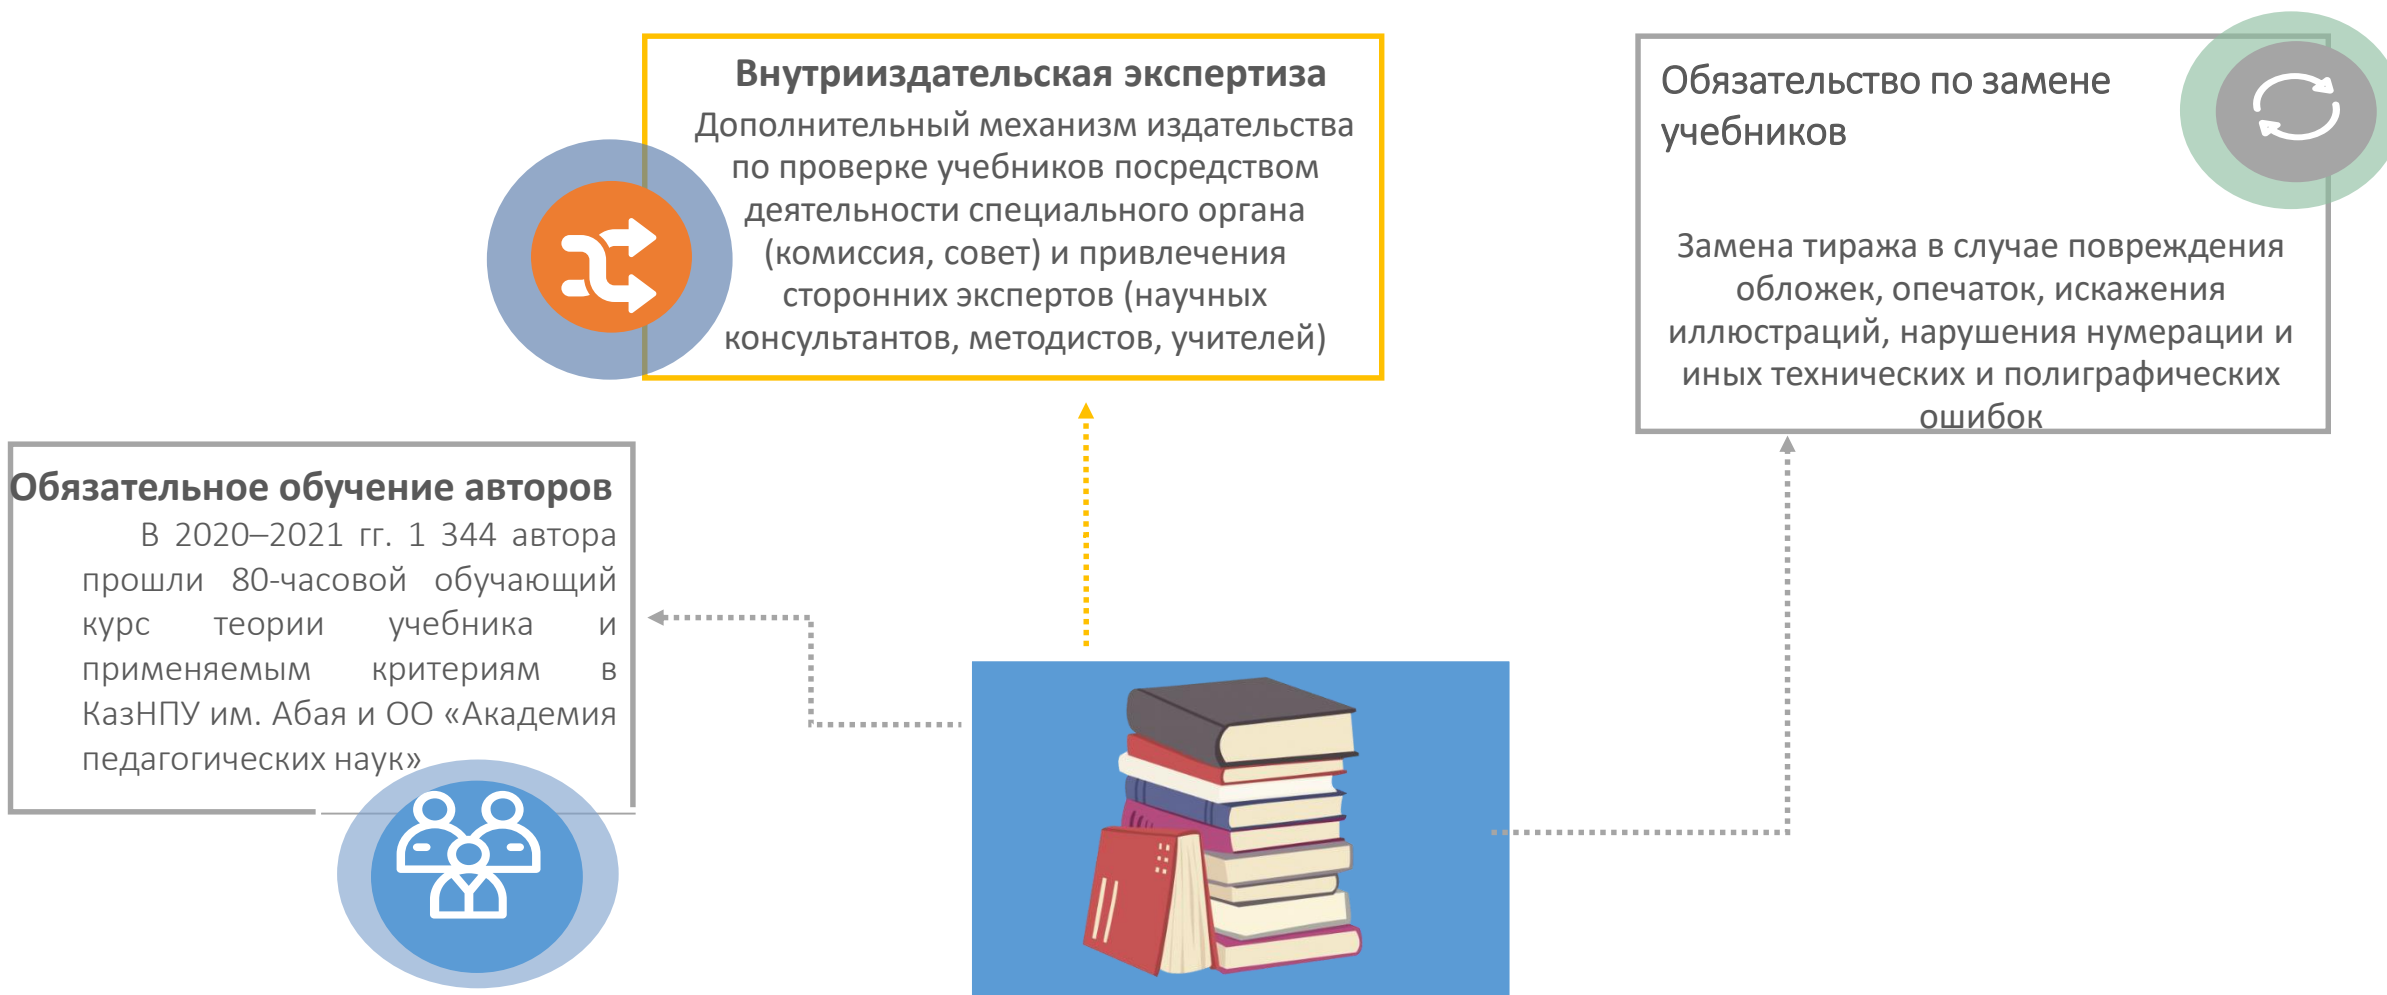 Внутрииздательская экспертиза
Дополнительный механизм издательства
по проверке учебников посредством
деятельности специального органа
(комиссия, совет) и привлечения
сторонних экспертов (научных
консультантов, методистов, учителей)
Обязательство по замене
учебников
Замена тиража в случае повреждения
обложек, опечаток, искажения
иллюстраций, нарушения нумерации и
иных технических и полиграфических
ошибок
Обязательное обучение авторов
В 2020–2021 гг. 1 344 автора
прошли 80-часовой обучающий
курс теории учебника и
применяемым критериям в
КазНПУ им. Абая и ОО «Академия
педагогических наук»